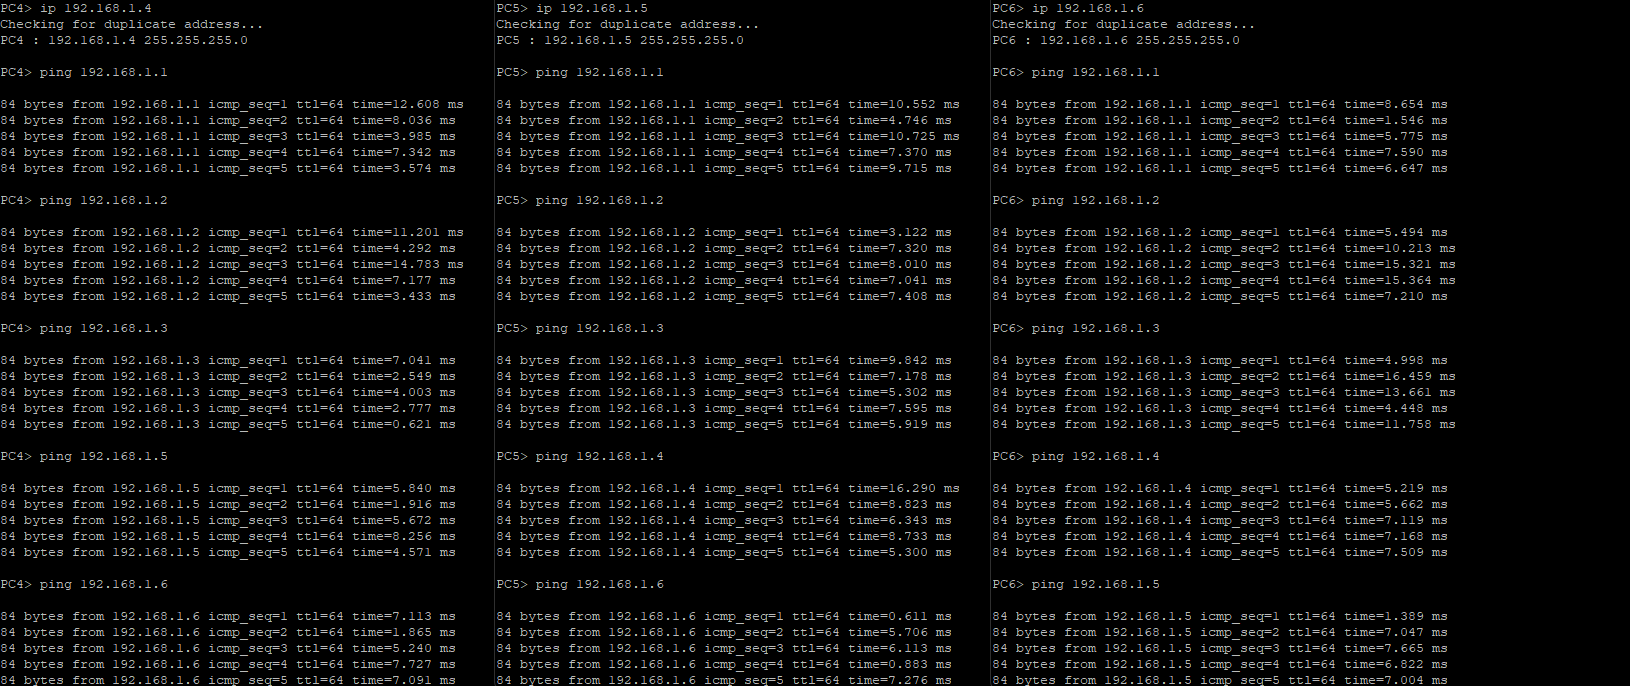 PC4> ip 192.168.1.4
Checking for duplicate address...
PC4 : 192.168.1.4 255.255.255.0
PC4> ping 192.168.1.1
84 bytes from 192.168.1.1 icmp_seq=1 ttl=64 time=12.608 ms
84 bytes from 192.168.1.1 icmp_seq=2 ttl=64 time=8.036 ms
84 bytes from 192.168.1.1 icmp_seq=3 ttl=64 time=3.985 ms
84 bytes from 192.168.1.1 icmp_seq=4 ttl=64 time=7.342 ms
84 bytes from 192.168.1.1 icmp_seq=5 ttl=64 time=3.574 ms
PC4> ping 192.168.1.2
84 bytes from 192.168.1.2 icmp_seq=1 ttl=64 time=11.201 ms
84 bytes from 192.168.1.2 icmp_seq=2 ttl=64 time=4.292 ms
84 bytes from 192.168.1.2 icmp_seq=3 ttl=64 time=14.783 ms
84 bytes from 192.168.1.2 icmp_seq=4 ttl=64 time=7.177 ms
84 bytes from 192.168.1.2 icmp_seq=5 ttl=64 time=3.433 ms
PC4> ping 192.168.1.3
84 bytes from 192.168.1.3 icmp_seq=1 ttl=64 time=7.041 ms
84 bytes from 192.168.1.3 icmp_seq=2 ttl=64 time=2.549 ms
84 bytes from 192.168.1.3 icmp_seq=3 ttl=64 time=4.003 ms
84 bytes from 192.168.1.3 icmp_seq=4 ttl=64 time=2.777 ms
84 bytes from 192.168.1.3 icmp_seq=5 ttl=64 time=0.621 ms
PC4> ping 192.168.1.5
84 bytes from 192.168.1.5 icmp_seq=1 ttl=64 time=5.840 ms
84 bytes from 192.168.1.5 icmp_seq=2 ttl=64 time=1.916 ms
84 bytes from 192.168.1.5 icmp_seq=3 ttl=64 time=5.672 ms
84 bytes from 192.168.1.5 icmp_seq=4 ttl=64 time=8.256 ms
84 bytes from 192.168.1.5 icmp_seq=5 ttl=64 time=4.571 ms
PC4> ping 192.168.1.6
84 bytes from 192.168.1.6 icmp_seq=1 ttl=64 time=7.113 ms
84 bytes from 192.168.1.6 icmp_seq=2 ttl=64 time=1.865 ms
84 bytes from 192.168.1.6 icmp_seq=3 ttl=64 time=5.240 ms
84 bytes from 192.168.1.6 icmp_seq=4 ttl=64 time=7.727 ms
84 bytes from 192.168.1.6 icmp_seq=5 ttl=64 time=7.091 ms
PC5> ip 192.168.1.5
Checking for duplicate address...
PC5 : 192.168.1.5 255.255.255.0
PC5> ping 192.168.1.1
84 bytes from 192.168.1.1 icmp_seq=1 ttl=64 time=10.552 ms
84 bytes from 192.168.1.1 icmp_seq=2 ttl=64 time=4.746 ms
84 bytes from 192.168.1.1 icmp_seq=3 ttl=64 time=10.725 ms
84 bytes from 192.168.1.1 icmp_seq=4 ttl=64 time=7.370 ms
84 bytes from 192.168.1.1 icmp_seq=5 ttl=64 time=9.715 ms
PC5> ping 192.168.1.2
84 bytes from 192.168.1.2 icmp_seq=1 ttl=64 time=3.122 ms
84 bytes from 192.168.1.2 icmp_seq=2 ttl=64 time=7.320 ms
84 bytes from 192.168.1.2 icmp_seq=3 ttl=64 time=8.010 ms
84 bytes from 192.168.1.2 icmp_seq=4 ttl=64 time=7.041 ms
84 bytes from 192.168.1.2 icmp_seq=5 ttl=64 time=7.408 ms
PC5> ping 192.168.1.3
84 bytes from 192.168.1.3 icmp_seq=1 ttl=64 time=9.842 ms
84 bytes from 192.168.1.3 icmp_seq=2 ttl=64 time=7.178 ms
84 bytes from 192.168.1.3 icmp_seq=3 ttl=64 time=5.302 ms
84 bytes from 192.168.1.3 icmp_seq=4 ttl=64 time=7.595 ms
84 bytes from 192.168.1.3 icmp_seq=5 ttl=64 time=5.919 ms
PC5> ping 192.168.1.4
84 bytes from 192.168.1.4 icmp_seq=1 ttl=64 time=16.290 ms
84 bytes from 192.168.1.4 icmp_seq=2 ttl=64 time=8.823 ms
84 bytes from 192.168.1.4 icmp_seq=3 ttl=64 time=6.343 ms
84 bytes from 192.168.1.4 icmp_seq=4 ttl=64 time=8.733 ms
84 bytes from 192.168.1.4 icmp_seq=5 ttl=64 time=5.300 ms
PC5> ping 192.168.1.6
84 bytes from 192.168.1.6 icmp_seq=1 ttl=64 time=0.611 ms
84 bytes from 192.168.1.6 icmp_seq=2 ttl=64 time=5.706 ms
84 bytes from 192.168.1.6 icmp_seq=3 ttl=64 time=6.113 ms
84 bytes from 192.168.1.6 icmp_seq=4 ttl=64 time=0.883 ms
84 bytes from 192.168.1.6 icmp_seq=5 ttl=64 time=7.276 ms
PC6> ip 192.168.1.6
Checking for duplicate address...
PC6 : 192.168.1.6 255.255.255.0
PC6> ping 192.168.1.1
84 bytes from 192.168.1.1 icmp_seq=1 ttl=64 time=8.654 ms
84 bytes from 192.168.1.1 icmp_seq=2 ttl=64 time=1.546 ms
84 bytes from 192.168.1.1 icmp_seq=3 ttl=64 time=5.775 ms
84 bytes from 192.168.1.1 icmp_seq=4 ttl=64 time=7.590 ms
84 bytes from 192.168.1.1 icmp_seq=5 ttl=64 time=6.647 ms
PC6> ping 192.168.1.2
84 bytes from 192.168.1.2 icmp_seq=1 ttl=64 time=5.494 ms
84 bytes from 192.168.1.2 icmp_seq=2 ttl=64 time=10.213 ms
84 bytes from 192.168.1.2 icmp_seq=3 ttl=64 time=15.321 ms
84 bytes from 192.168.1.2 icmp_seq=4 ttl=64 time=15.364 ms
84 bytes from 192.168.1.2 icmp_seq=5 ttl=64 time=7.210 ms
PC6> ping 192.168.1.3
84 bytes from 192.168.1.3 icmp_seq=1 ttl=64 time=4.998 ms
84 bytes from 192.168.1.3 icmp_seq=2 ttl=64 time=16.459 ms
84 bytes from 192.168.1.3 icmp_seq=3 ttl=64 time=13.661 ms
84 bytes from 192.168.1.3 icmp_seq=4 ttl=64 time=4.448 ms
84 bytes from 192.168.1.3 icmp_seq=5 ttl=64 time=11.758 ms
PC6> ping 192.168.1.4
84 bytes from 192.168.1.4 icmp_seq=1 ttl=64 time=5.219 ms
84 bytes from 192.168.1.4 icmp_seq=2 ttl=64 time=5.662 ms
84 bytes from 192.168.1.4 icmp_seq=3 ttl=64 time=7.119 ms
84 bytes from 192.168.1.4 icmp_seq=4 ttl=64 time=7.168 ms
84 bytes from 192.168.1.4 icmp_seq=5 ttl=64 time=7.509 ms
PC6> ping 192.168.1.5
84 bytes from 192.168.1.5 icmp_seq=1 ttl=64 time=1.389 ms
84 bytes from 192.168.1.5 icmp_seq=2 ttl=64 time=7.047 ms
84 bytes from 192.168.1.5 icmp_seq=3 ttl=64 time=7.665 ms
84 bytes from 192.168.1.5 icmp_seq=4 ttl=64 time=6.822 ms
84 bytes from 192.168.1.5 icmp_seq=5 ttl=64 time=7.004 ms